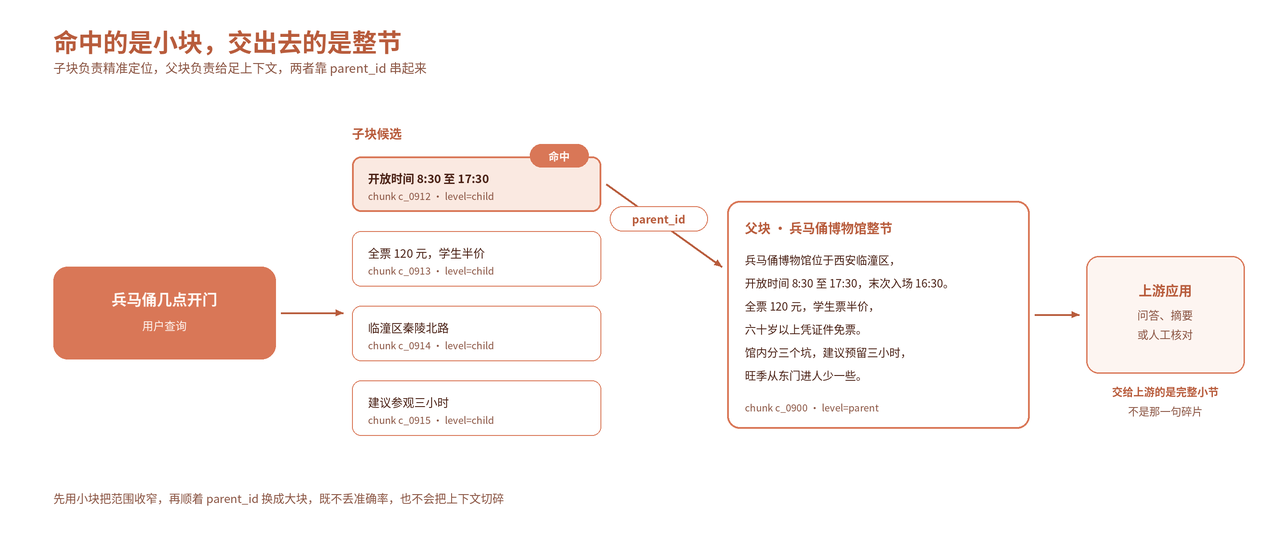 命中的是小块，交出去的是整节
子块负责精准定位，父块负责给足上下文，两者靠 parent_id 串起来
兵马俑几点开门
用户查询
子块候选
命中
开放时间 8:30 至 17:30
chunk c_0912 · level=child
全票 120 元，学生半价
chunk c_0913 · level=child
临潼区秦陵北路
chunk c_0914 · level=child
建议参观三小时
chunk c_0915 · level=child
parent_id
父块 · 兵马俑博物馆整节
兵马俑博物馆位于西安临潼区，
开放时间 8:30 至 17:30，末次入场 16:30。
全票 120 元，学生票半价，
六十岁以上凭证件免票。
馆内分三个坑，建议预留三小时，
旺季从东门进人少一些。
chunk c_0900 · level=parent
上游应用
问答、摘要
或人工核对
交给上游的是完整小节
不是那一句碎片
先用小块把范围收窄，再顺着 parent_id 换成大块，既不丢准确率，也不会把上下文切碎